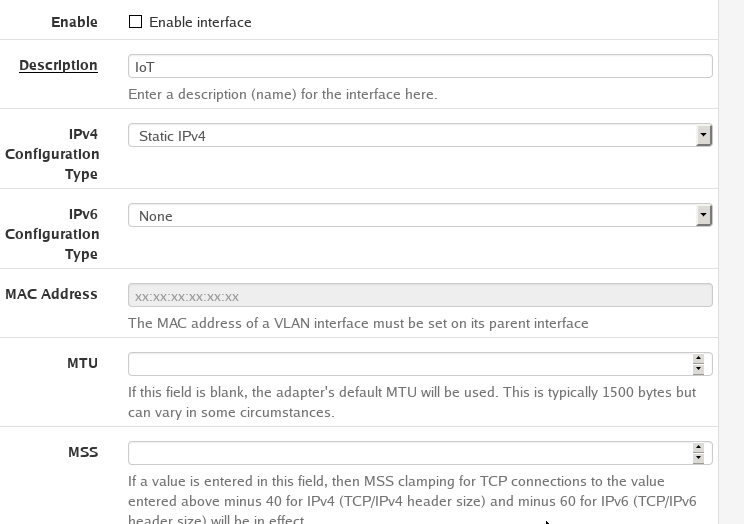 Enable Enable interface
Description IoT
Enter a description (name) for the interface here.
IPv4 Configuration Type Static IPv4
IPv6 Configuration Type None
MAC Address xx:xx:xx:xx:xx:xx
The MAC address of a VLAN interface must be set on its parent interface
MTU
If this field is blank, the adapter's default MTU will be used. This is typically 1500 bytes but
can vary in some circumstances.
MSS
If a value is entered in this field, then MSS clamping for TCP connections to the value
entered above minus 40 for IPv4 (TCP/IPv4 header size) and minus 60 for IPv6 (TCP/IPv6
header size) will be in effect.